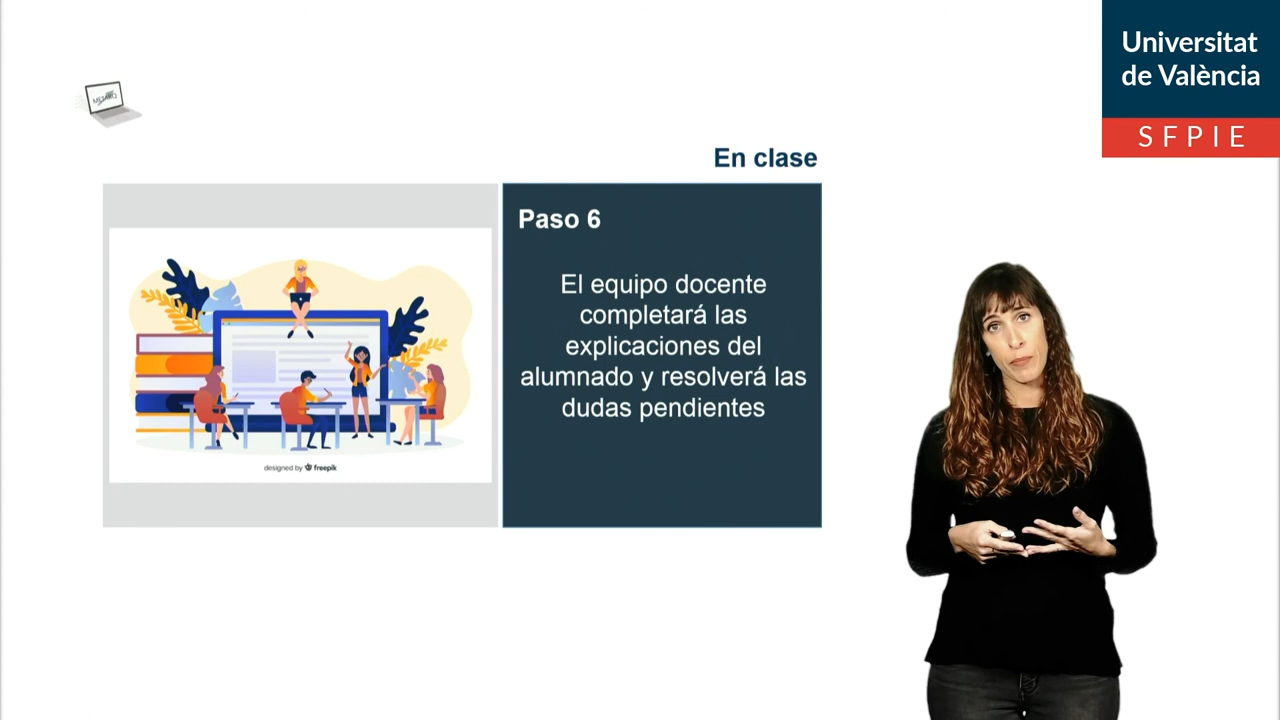 Universitat
de València
SFPIE
En clase
Paso 6
El equipo docente
completará las
explicaciones del
alumnado y resolverá las
dudas pendientes
designed by freepik